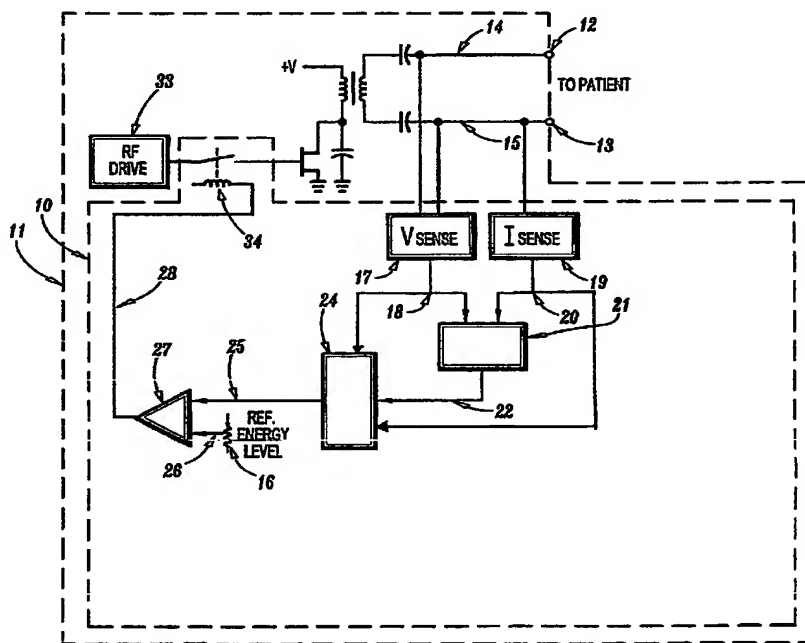 14
12
+V
TO PATIENT
33
RF
DRIVE
15
13
34
10
11
V SENSE
I SENSE
17
18
19
20
21
28
24
27
25
22
REF.
ENERGY
LEVEL
26
16